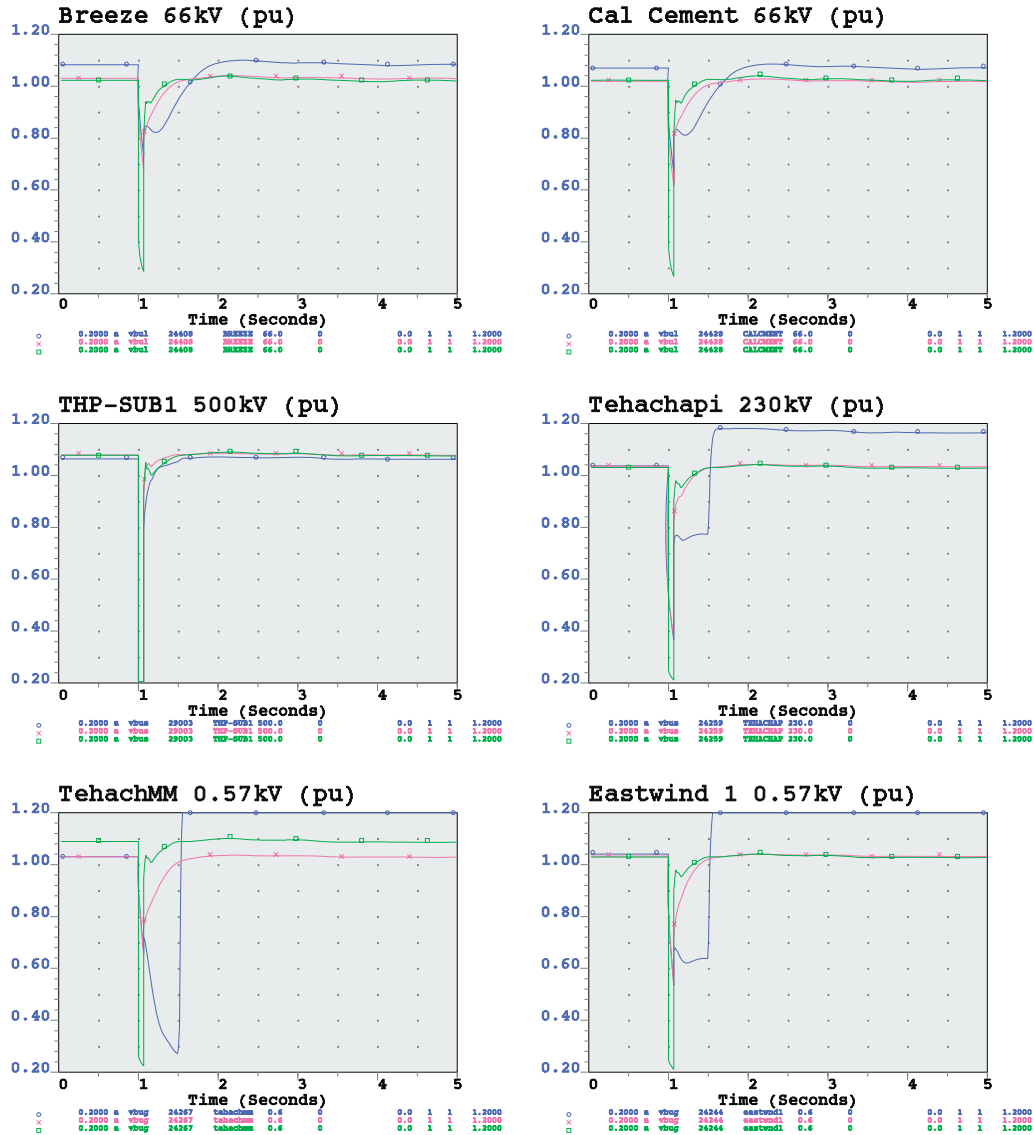 Breeze 66kV (pu)
1.20
1.00
0.80
0.60
0.40
0.20
0 1 2 3 4 5
Time (Seconds)
0.2000 a vbul 24408 BREEZE 66.0 0 0.0 1 1 1.2000
0.2000 a vbul 24408 BREEZE 66.0 0 0.0 1 1 1.2000
0.2000 a vbul 24408 BREEZE 66.0 0 0.0 1 1 1.2000
Cal Cement 66kV (pu)
1.20
1.00
0.80
0.60
0.40
0.20
0 1 2 3 4 5
Time (Seconds)
0.2000 a vbul 24428 CALCMENT 66.0 0 0.0 1 1 1.2000
0.2000 a vbul 24428 CALCMENT 66.0 0 0.0 1 1 1.2000
0.2000 a vbul 24428 CALCMENT 66.0 0 0.0 1 1 1.2000
THP-SUB1 500kV (pu)
1.20
1.00
0.80
0.60
0.40
0.20
0 1 2 3 4 5
Time (Seconds)
0.2000 a vbus 29003 THP-SUB1 500.0 0 0.0 1 1 1.2000
0.2000 a vbus 29003 THP-SUB1 500.0 0 0.0 1 1 1.2000
0.2000 a vbus 29003 THP-SUB1 500.0 0 0.0 1 1 1.2000
Tehachapi 230kV (pu)
1.20
1.00
0.80
0.60
0.40
0.20
0 1 2 3 4 5
Time (Seconds)
0.2000 a vbus 24259 TEHACHAP 230.0 0 0.0 1 1 1.2000
0.2000 a vbus 24259 TEHACHAP 230.0 0 0.0 1 1 1.2000
0.2000 a vbus 24259 TEHACHAP 230.0 0 0.0 1 1 1.2000
TehachMM 0.57kV (pu)
1.20
1.00
0.80
0.60
0.40
0.20
0 1 2 3 4 5
Time (Seconds)
0.2000 a vbug 24267 tehachmm 0.6 0 0.0 1 1 1.2000
0.2000 a vbug 24267 tehachmm 0.6 0 0.0 1 1 1.2000
0.2000 a vbug 24267 tehachmm 0.6 0 0.0 1 1 1.2000
Eastwind 1 0.57kV (pu)
1.20
1.00
0.80
0.60
0.40
0.20
0 1 2 3 4 5
Time (Seconds)
0.2000 a vbug 24244 eastwnd1 0.6 0 0.0 1 1 1.2000
0.2000 a vbug 24244 eastwnd1 0.6 0 0.0 1 1 1.2000
0.2000 a vbug 24244 eastwnd1 0.6 0 0.0 1 1 1.2000